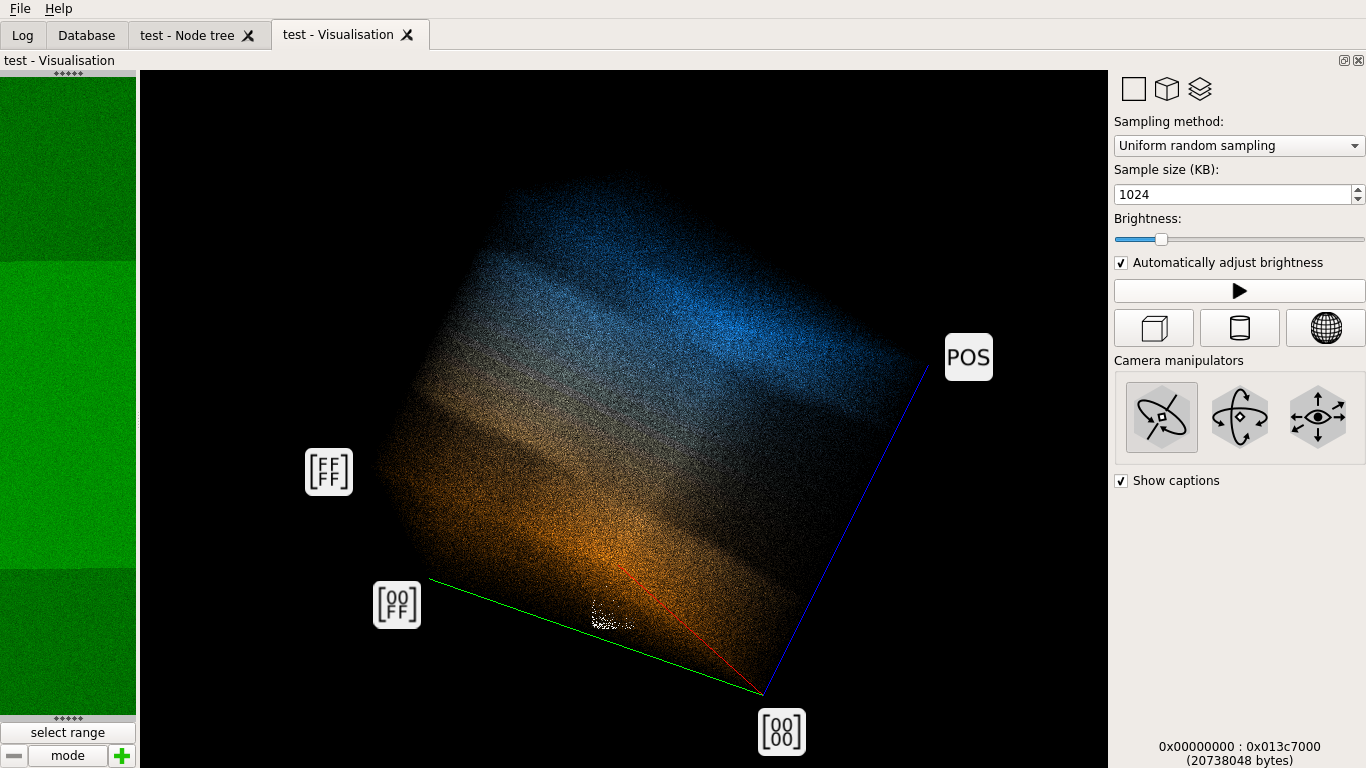 File Help
Log Database test - Node tree test - Visualisation
test - Visualisation
Sampling method:
Uniform random sampling
Sample size (KB):
1024
Brightness:
Automatically adjust brightness
Camera manipulators
Show captions
POS
FF
FF
00
FF
00
00
select range
mode
0x00000000 : 0x013c7000
(20738048 bytes)